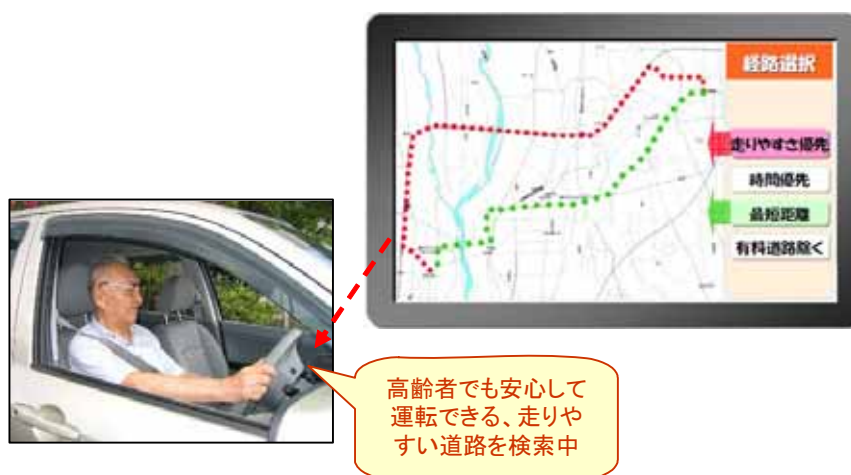 経路選択
走りやすさ優先
時間優先
最短距離
有料道路除く
高齢者でも安心して
運転できる、走りや
すい道路を検索中